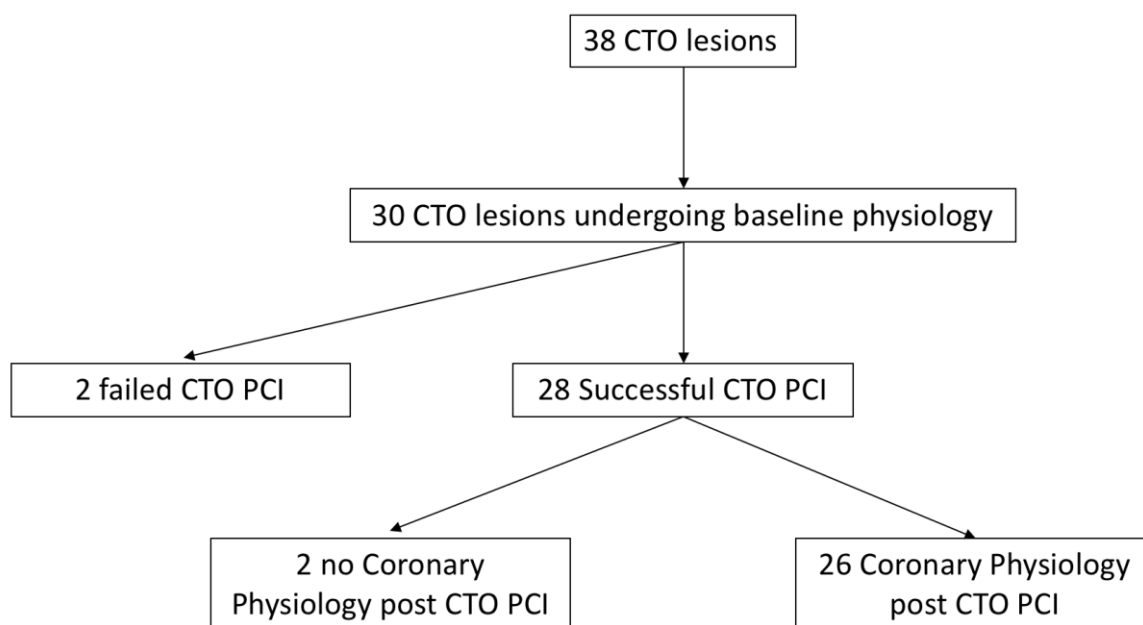 38 CTO lesions
30 CTO lesions undergoing baseline physiology
2 failed CTO PCI
28 Successful CTO PCI
2 no Coronary
Physiology post CTO PCI
26 Coronary Physiology
post CTO PCI